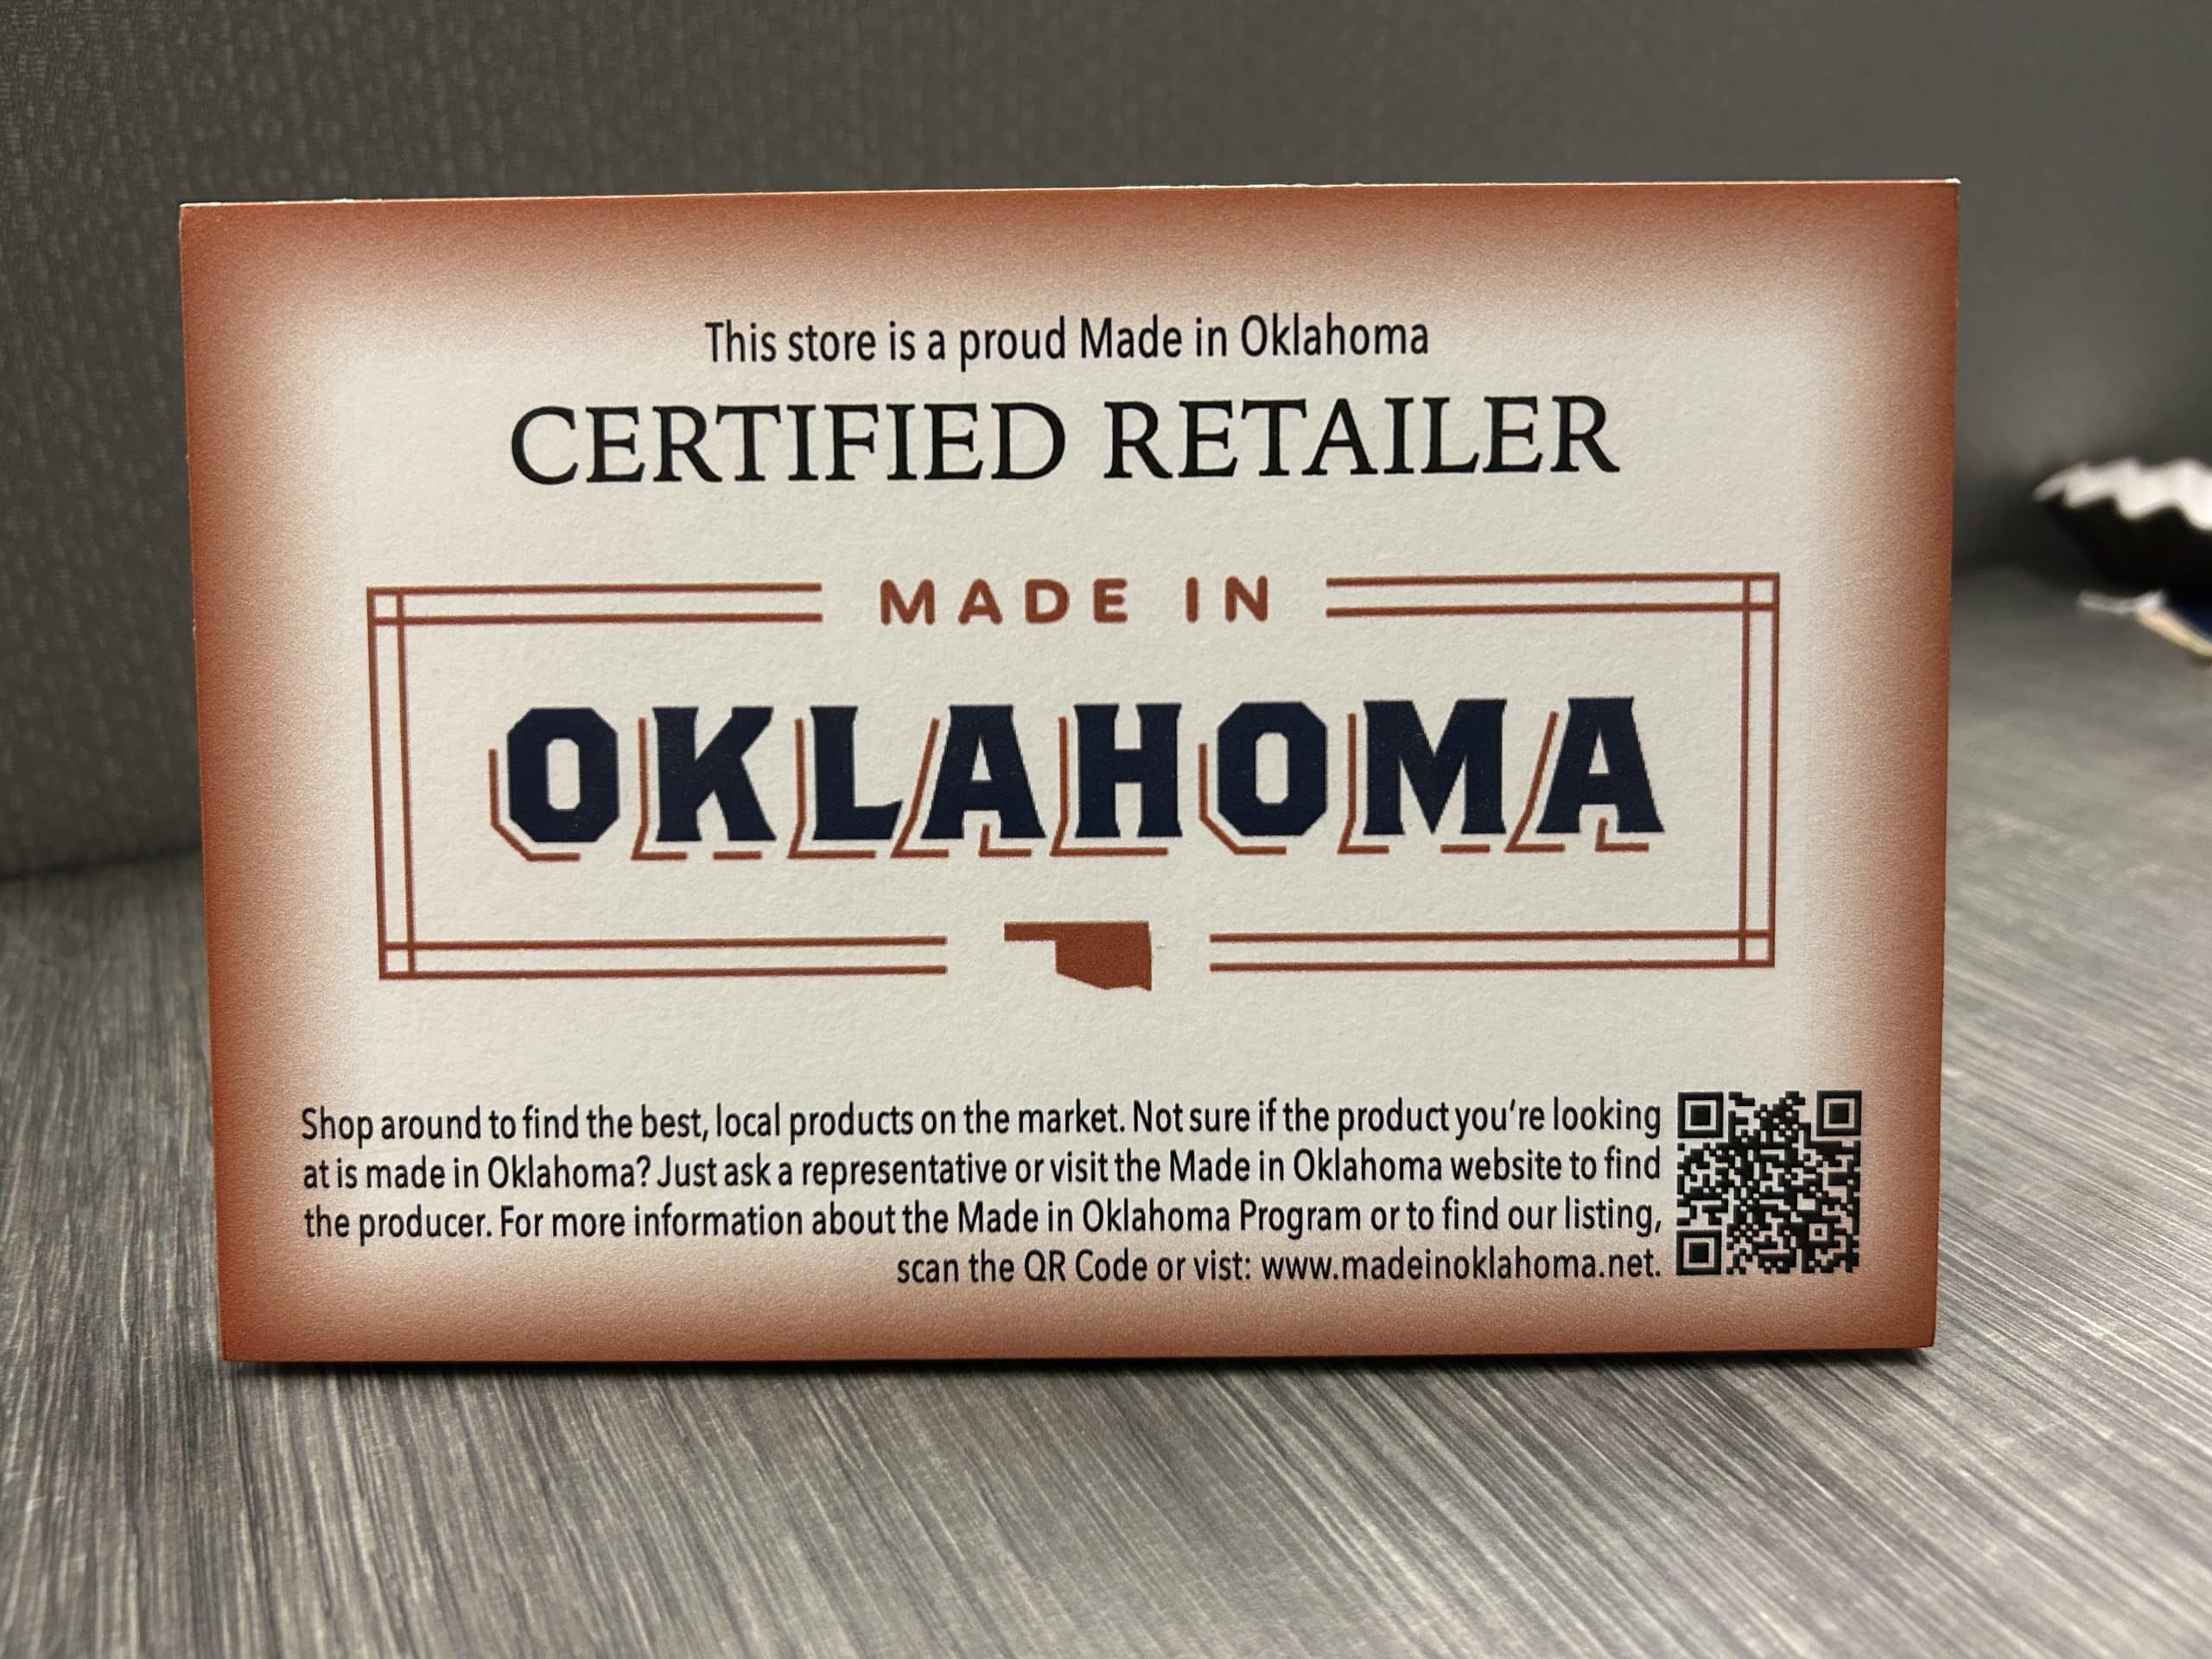 This store is a proud Made in Oklahoma
CERTIFIED RETAILER
MADE IN
OKLAHOMA
Shop around to find the best, local products on the market. Not sure if the product you're looking
at is made in Oklahoma? Just ask a representative or visit the Made in Oklahoma website to find
the producer. For more information about the Made in Oklahoma Program or to find our listing,
scan the QR Code or vist: www.madeinoklahoma.net.